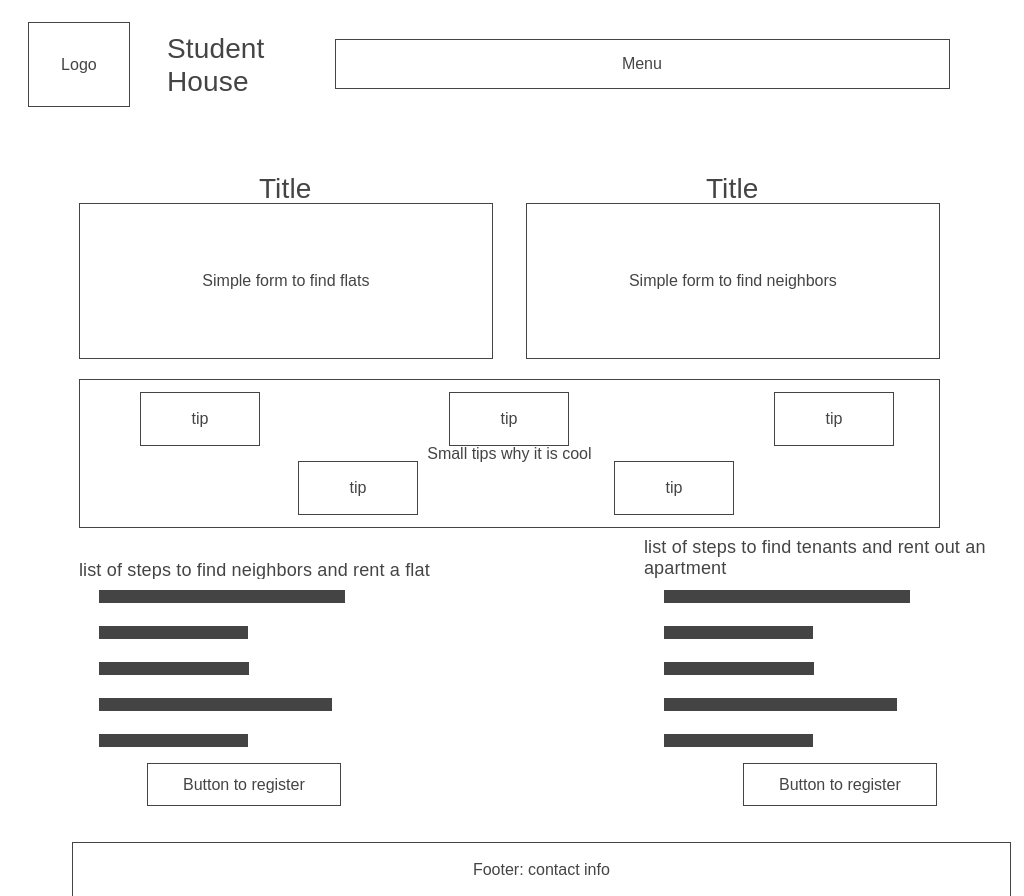 Logo
Student
House
Menu
Title
Title
Simple form to find flats
Simple form to find neighbors
tip
tip
tip
Small tips why it is cool
tip
tip
list of steps to find neighbors and rent a flat
list of steps to find tenants and rent out an
apartment
Button to register
Button to register
Footer: contact info